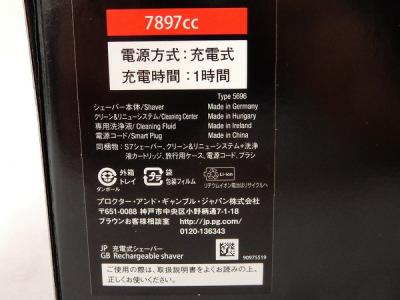 7897cc
電源方式：充電式
充電時間：1時間
Type 5696
シェーバー本体/Shaver Made in Germany
クリーン&リニューシステム/Cleaning Center Made in Hungary
専用洗浄液/Cleaning Fluid Made in Ireland
電源コード/Smart Plug Made in China
同梱物：S7シェーバー、クリーン&リニューシステム+洗浄
液カートリッジ、旅行用ケース、電源コード、ブラシ
外箱
トレイ
ダンボール
袋
包装フィルム
Li-ion
リチウムイオン電池はリサイクルへ
プロクター・アンド・ギャンブル・ジャパン株式会社
〒651-0088 神戸市中央区小野柄通7-1-18
ブラウンお客様相談室 http://jp.pg.com/
0120-136343
JP 充電式シェーバー
GB Rechargeable shaver
90975519
ご使用の際は、取扱説明書をよくお読みの上、
正しくお使いください。